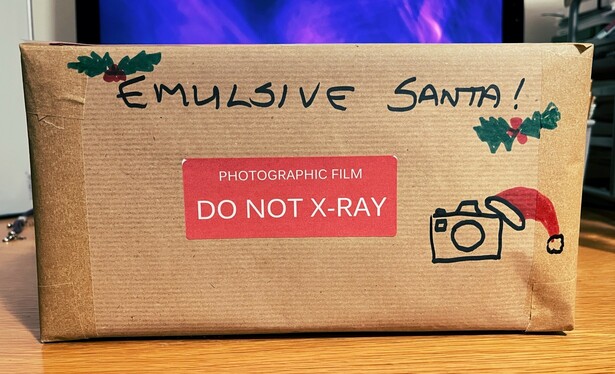 EMULSIVE SANTA!
PHOTOGRAPHIC FILM
DO NOT X-RAY